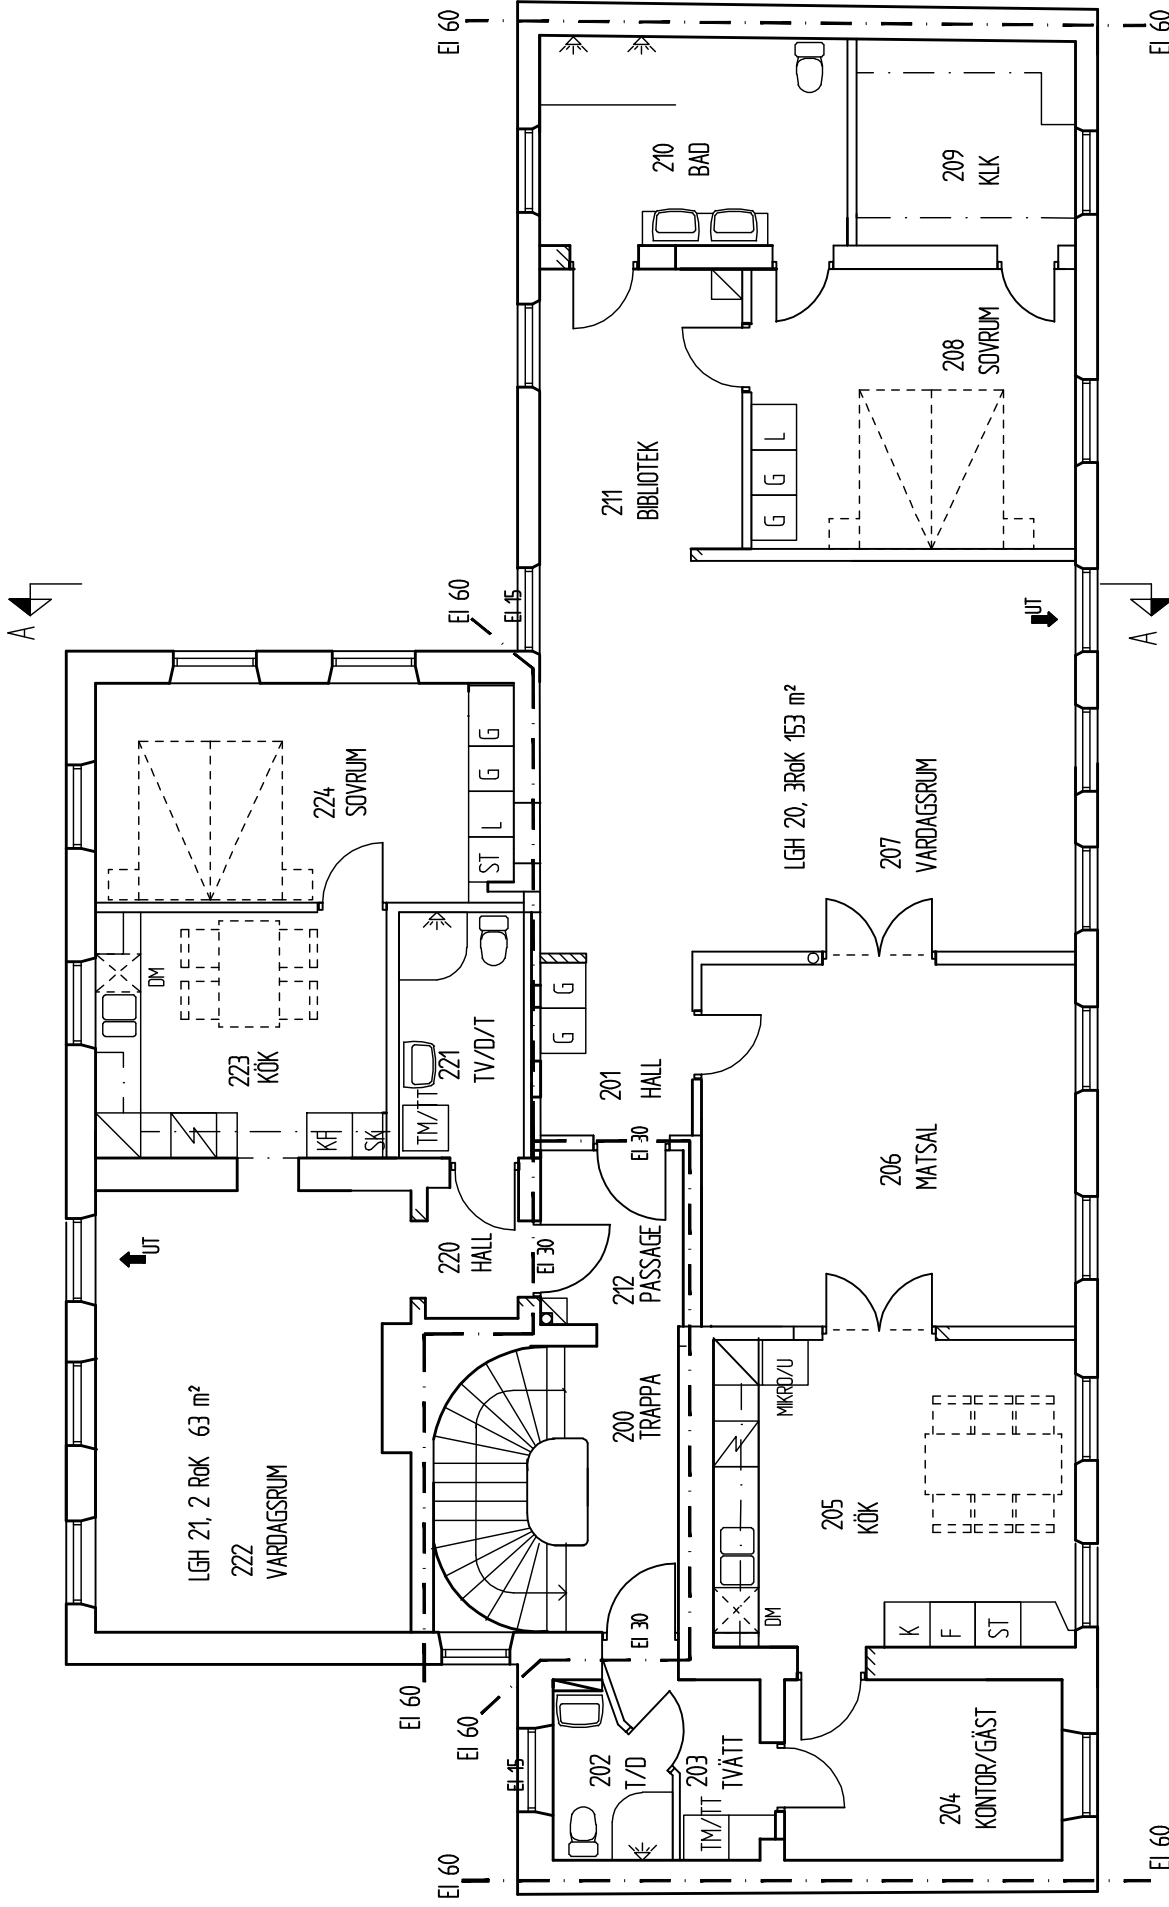 EI 60
EI 60
A
EI 60
EI 15
UT
A
210
BAD
209
KLK
208
SOVRUM
211
BIBLIOTEK
G G L
LGH 20, 3RoK 153 m²
207
VARDAGSRUM
224
SOVRUM
ST L G G
DM
223
KÖK
KH
SK
221
TV/D/T
TM/TT
G G
201
HALL
EI 30
206
MATSAL
UT
220
HALL
EI 30
212
PASSAGE
LGH 21, 2 RoK 63 m²
222
VARDAGSRUM
200
TRAPPA
MIKRO/U
205
KÖK
DM
K
F
ST
EI 30
EI 60
EI 60
EI 15
202
T/D
203
TVÄTT
TM/TT
204
KONTOR/GÄST
EI 60
EI 60